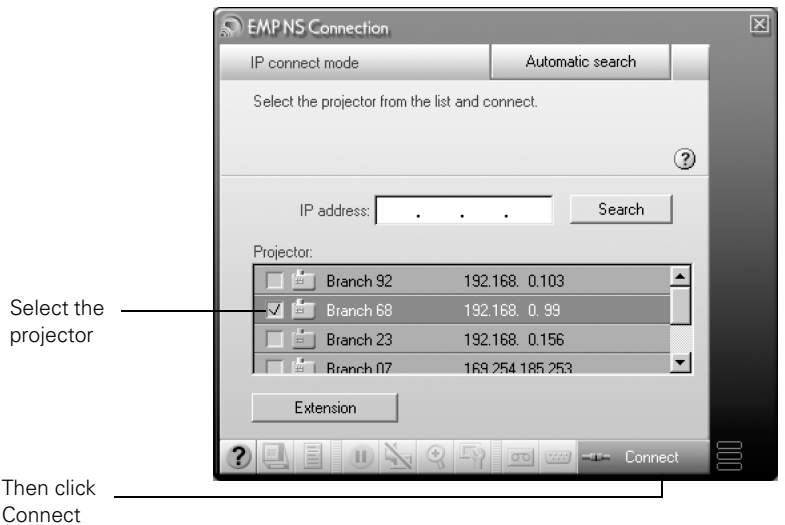 EMP NS Connection
IP connect mode
Automatic search
Select the projector from the list and connect.
?
IP address: . . .
Search
Projector:
Branch 92 192.168. 0.103
Branch 68 192.168. 0. 99
Branch 23 192.168. 0.156
Branch 07 169.254.185.253
Select the
projector
Extension
? Connect
Then click
Connect